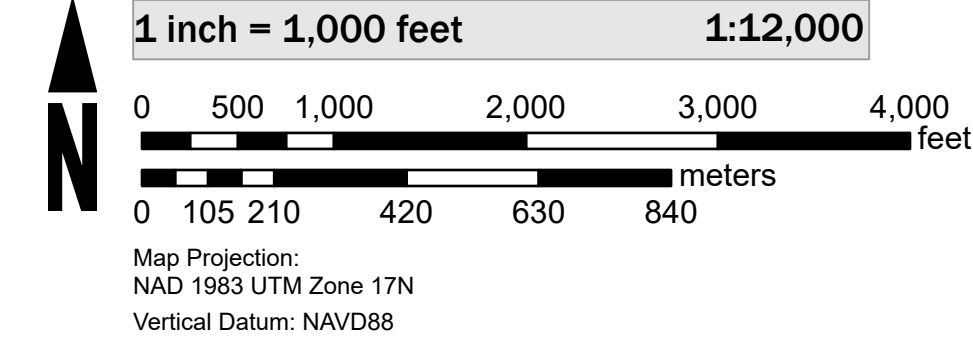 1 inch = 1,000 feet 1:12,000
0 500 1,000 2,000 3,000 4,000
feet
meters
0 105 210 420 630 840
N
Map Projection:
NAD 1983 UTM Zone 17N
Vertical Datum: NAVD88